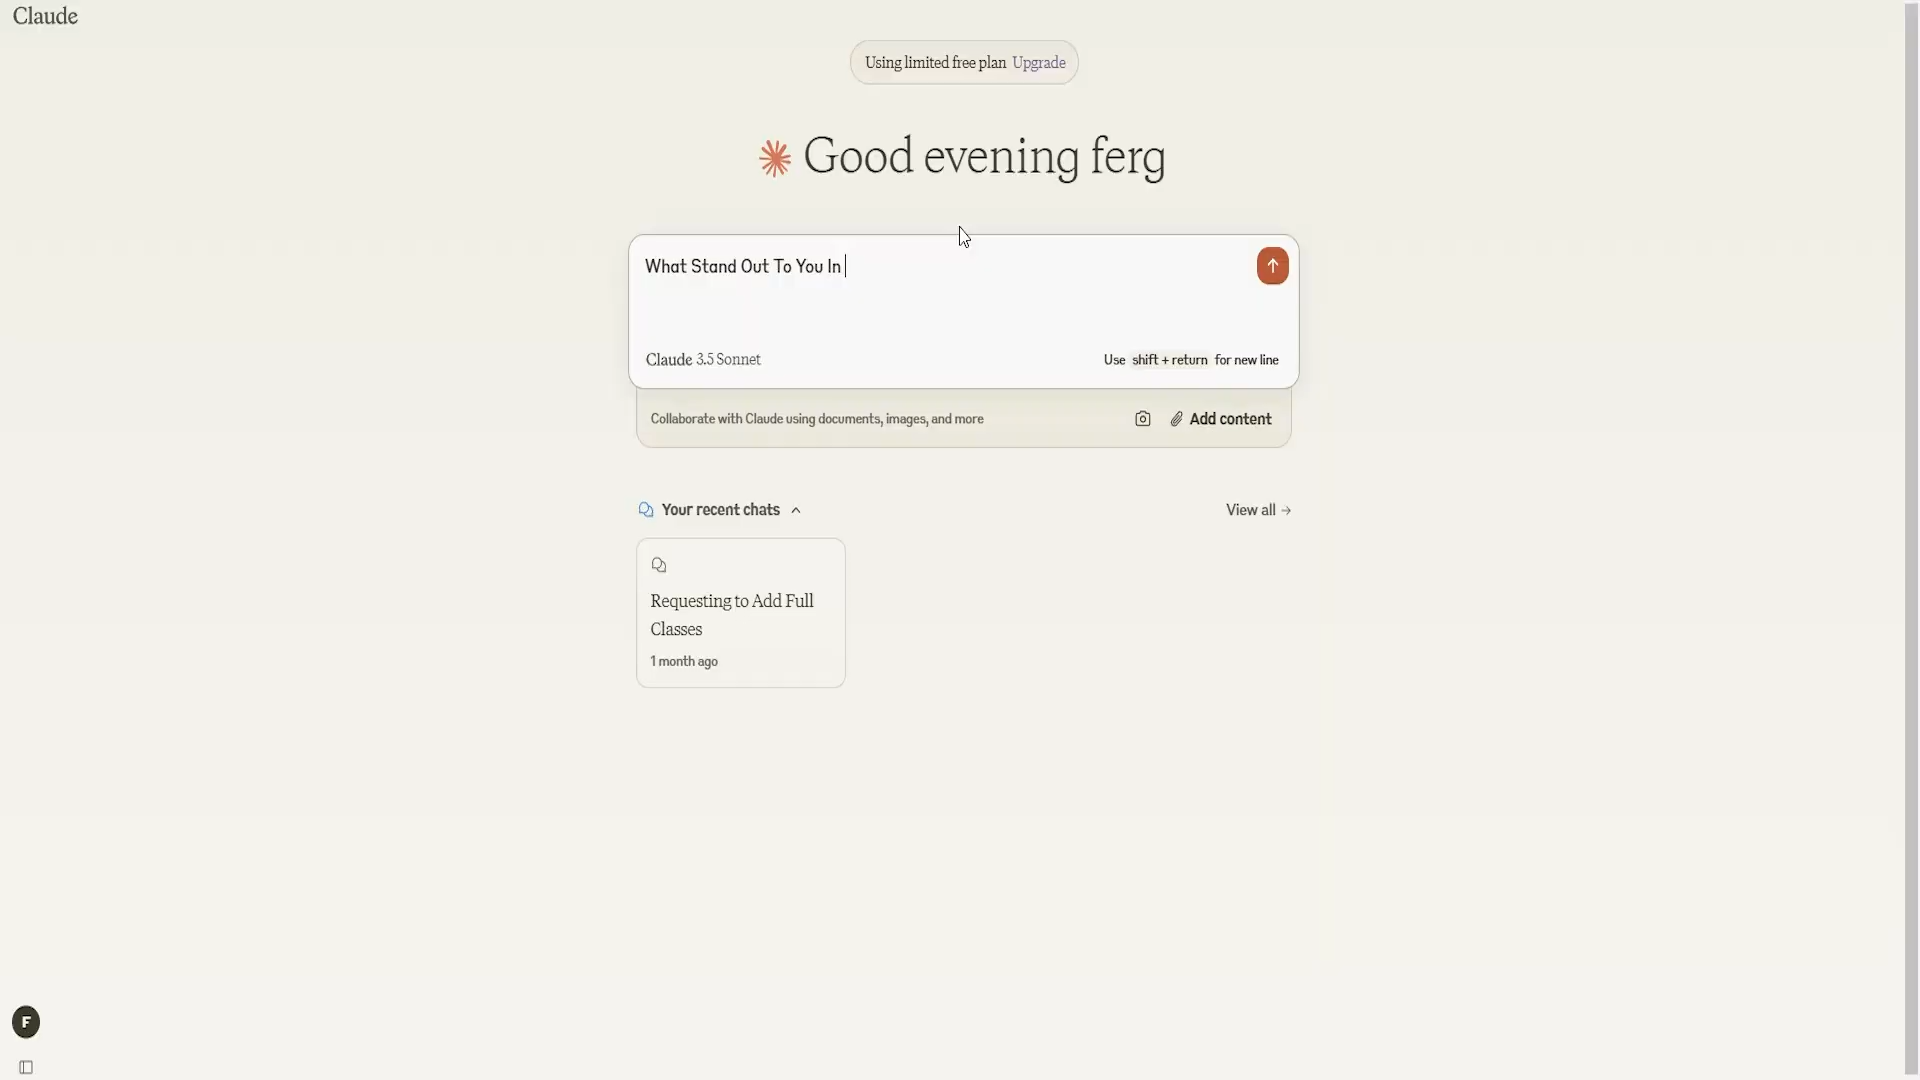 Claude
Using limited free plan Upgrade
Good evening ferg
What Stand Out To You In
Claude 3.5 Sonnet
Use shift + return for new line
Collaborate with Claude using documents, images, and more
Add content
Your recent chats
View all →
Requesting to Add Full
Classes
1 month ago
F